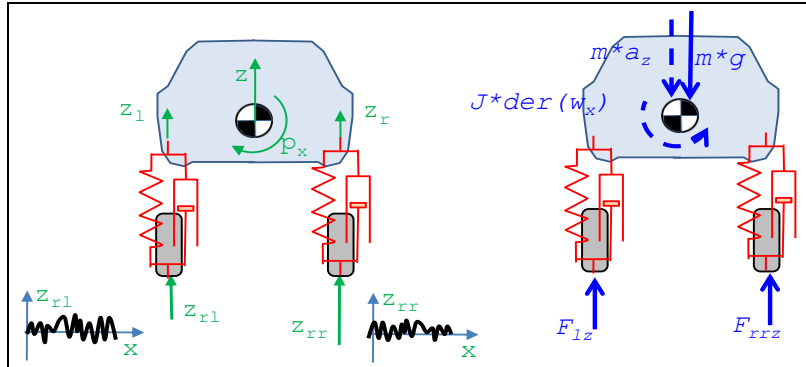 z
z_l
z_r
p_x
z_rl
x
z_rl
z_rr
z_rr
x
m*a_z
m*g
J*der(w_x)
F_lz
F_rrz